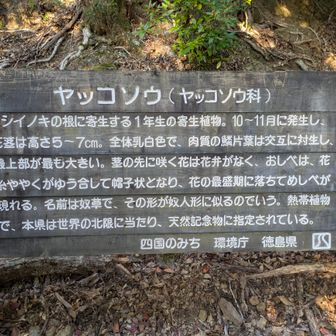 ヤッコソウ(ヤッコソウ科)
シイノキの根に寄生する1年生の寄生植物。10〜11月に発生し、
花茎は高さ5〜7cm。全体乳白色で、肉質の鱗片葉は交互に対生し、
最上部が最も大きい。茎の先に咲く花は花弁がなく、おしべは、花
糸ややくがゆう合して帽子状となり、花の最盛期に落ちてめしべが
現れる。名前は奴草で、その形が奴人形に似るのでいう。熱帯植物
で、本県は世界の北限に当たり、天然記念物に指定されている。
四国のみち 環境庁 徳島県